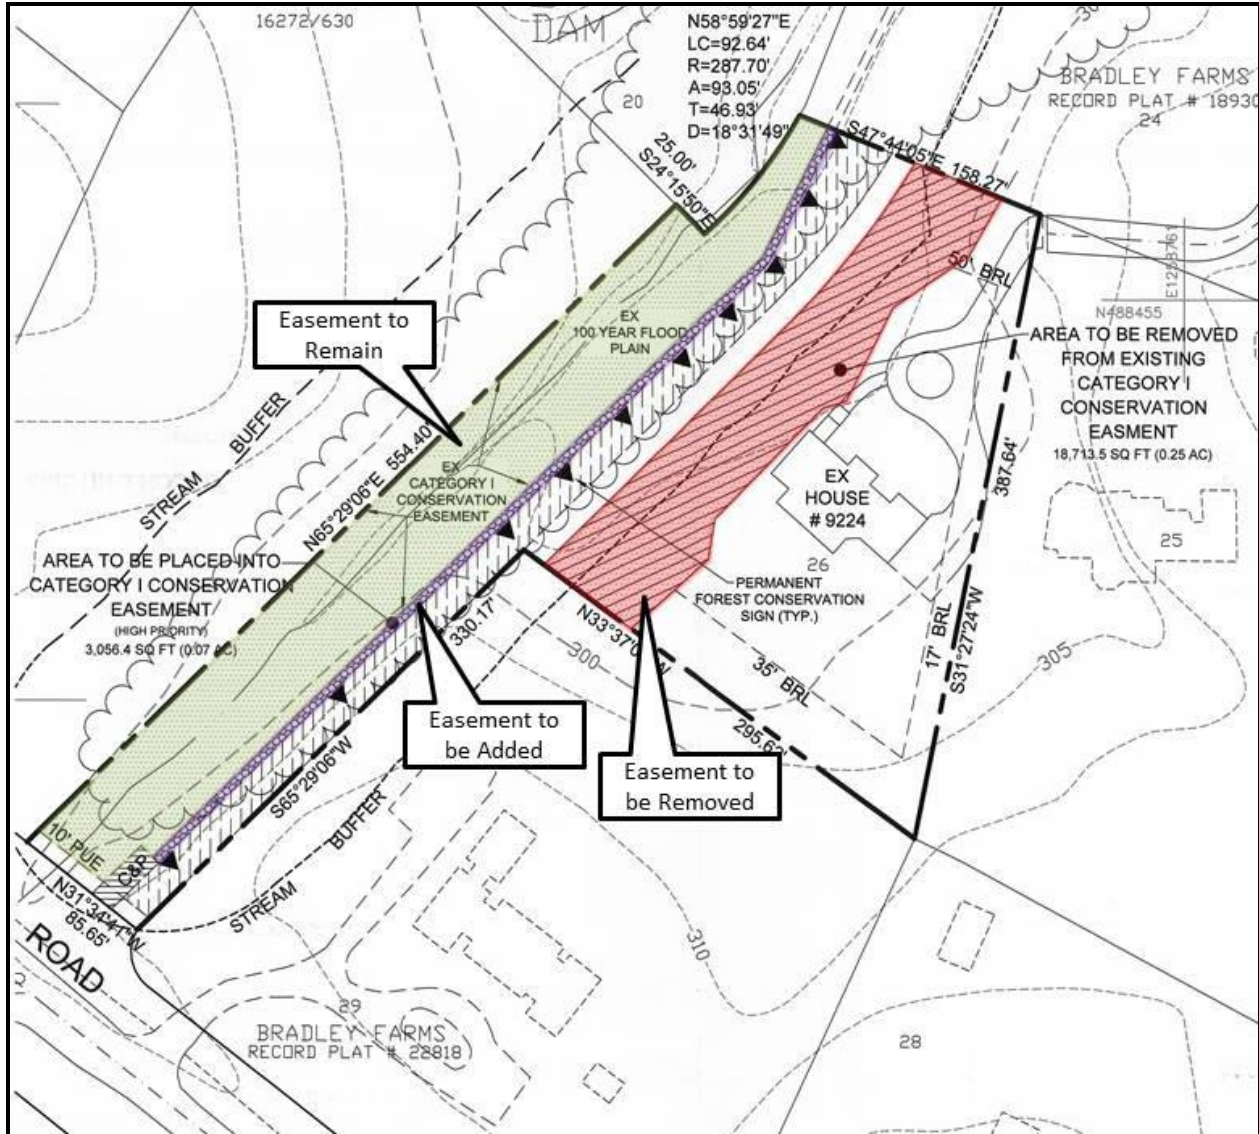 16272/630
DAM
20
N58°59'27"E
LC=92.64'
R=287.70'
A=93.05'
T=46.93'
D=18°31'49"
BRADLEY FARMS
RECORD PLAT # 18930
24
25.00'
S24°15'50"E
S47°44'05"E 158.27'
50' BRL
E1258761
N488455
Easement to
Remain
EX
100 YEAR FLOOD
PLAIN
AREA TO BE REMOVED
FROM EXISTING
CATEGORY I
CONSERVATION
EASMENT
18,713.5 SQ FT (0.25 AC)
STREAM BUFFER
N65°29'06"E 554.40'
EX
CATEGORY I
CONSERVATION
EASEMENT
EX
HOUSE
# 9224
387.64'
S31°27'24"W
25
26
AREA TO BE PLACED INTO
CATEGORY I CONSERVATION
EASEMENT
(HIGH PRIORITY)
3,056.4 SQ FT (0.07 AC)
PERMANENT
FOREST CONSERVATION
SIGN (TYP.)
330.17'
S65°29'06"W
300
35' BRL
17' BRL
305
Easement to
be Added
Easement to
be Removed
10' PUE
C&P
N31°34'41"W
85.65'
ROAD
STREAM
BUFFER
310
29
BRADLEY FARMS
RECORD PLAT # 22818
28